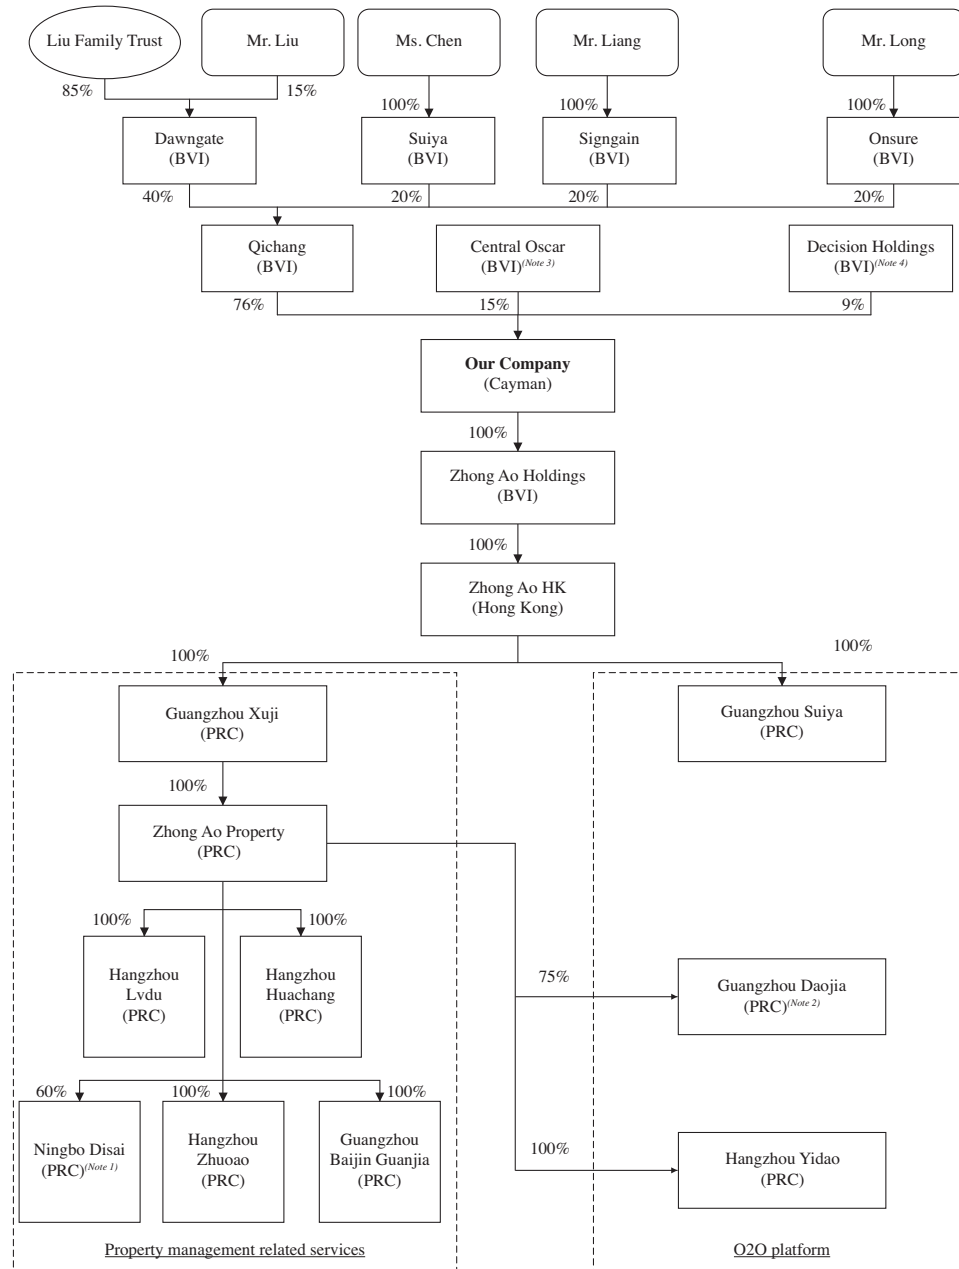 Liu Family Trust
Mr. Liu
Ms. Chen
Mr. Liang
Mr. Long
85%
15%
100%
100%
100%
Dawngate
(BVI)
Suiya
(BVI)
Signgain
(BVI)
Onsure
(BVI)
40%
20%
20%
20%
Qichang
(BVI)
Central Oscar
(BVI)(Note 3)
Decision Holdings
(BVI)(Note 4)
76%
15%
9%
Our Company
(Cayman)
100%
Zhong Ao Holdings
(BVI)
100%
Zhong Ao HK
(Hong Kong)
100%
100%
Guangzhou Xuji
(PRC)
Guangzhou Suiya
(PRC)
100%
Zhong Ao Property
(PRC)
100%
100%
Hangzhou
Lvdu
(PRC)
Hangzhou
Huachang
(PRC)
75%
Guangzhou Daojia
(PRC)(Note 2)
60%
100%
100%
Ningbo Disai
(PRC)(Note 1)
Hangzhou
Zhuoao
(PRC)
Guangzhou
Baijin Guanjia
(PRC)
100%
Hangzhou Yidao
(PRC)
Property management related services
O2O platform